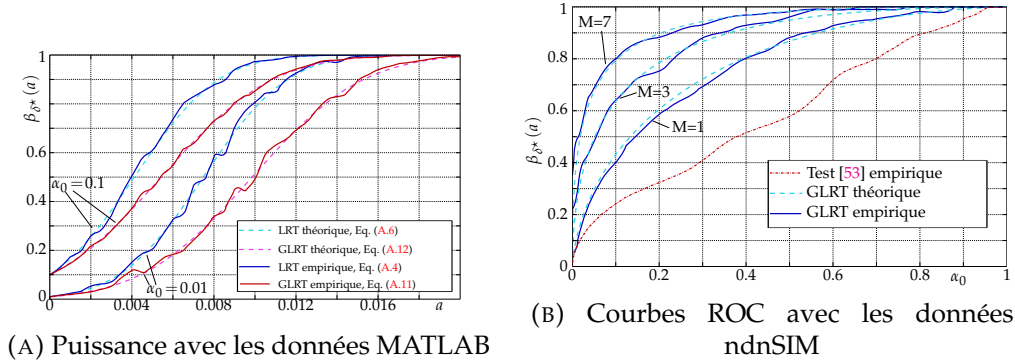 1
0.8
0.6
0.4
0.2
0
β_δ⋆(a)
α₀ = 0.1
α₀ = 0.01
LRT théorique, Eq. (A.6)
GLRT théorique, Eq. (A.12)
LRT empirique, Eq. (A.4)
GLRT empirique, Eq. (A.11)
0 0.004 0.008 0.012 0.016 a
(A) Puissance avec les données MATLAB
1
0.8
0.6
0.4
0.2
0
β_δ⋆(a)
M=7
M=3
M=1
Test [53] empirique
GLRT théorique
GLRT empirique
0 0.2 0.4 0.6 0.8 α₀ 1
(B) Courbes ROC avec les données
ndnSIM